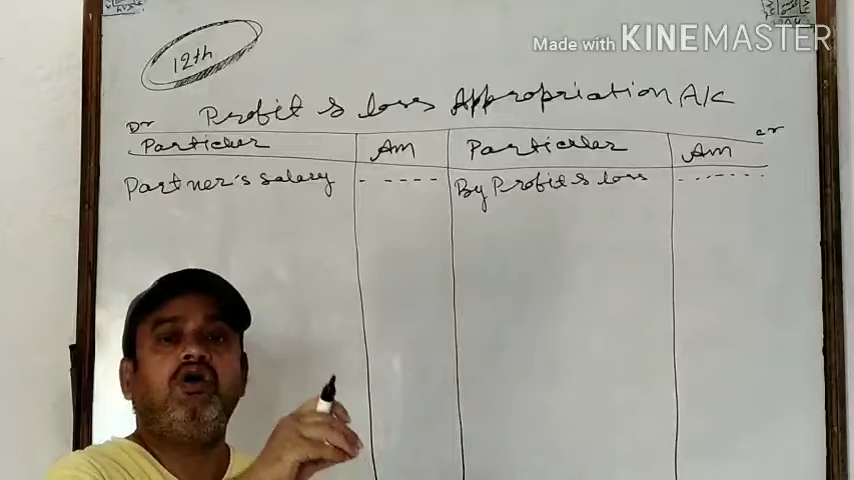 Made with KINEMASTER
12th
Profit & loss Appropriation A/c
Dr
Cr
Particular Am Particular Am
Partner's salary - - - - - By Profit & loss - - - - - -